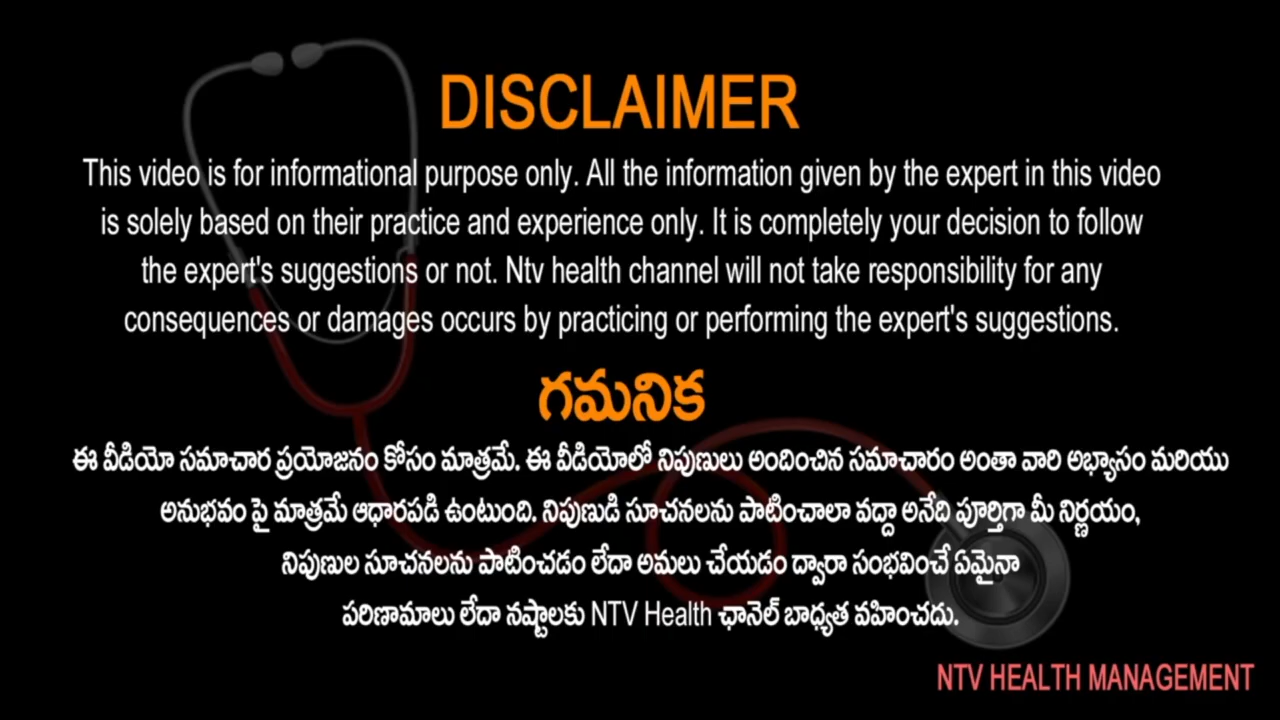 DISCLAIMER
This video is for informational purpose only. All the information given by the expert in this video
is solely based on their practice and experience only. It is completely your decision to follow
the expert's suggestions or not. Ntv health channel will not take responsibility for any
consequences or damages occurs by practicing or performing the expert's suggestions.
గమనిక
ఈ వీడియో సమాచార ప్రయోజనం కోసం మాత్రమే. ఈ వీడియోలో నిపుణులు అందించిన సమాచారం అంతా వారి అభ్యాసం మరియు
అనుభవం పై మాత్రమే ఆధారపడి ఉంటుంది. నిపుణుడి సూచనలను పాటించాలా వద్దా అనేది పూర్తిగా మీ నిర్ణయం,
నిపుణుల సూచనలను పాటించడం లేదా అమలు చేయడం ద్వారా సంభవించే ఏమైనా
పరిణామాలు లేదా నష్టాలకు NTV Health ఛానెల్ బాధ్యత వహించదు.
NTV HEALTH MANAGEMENT